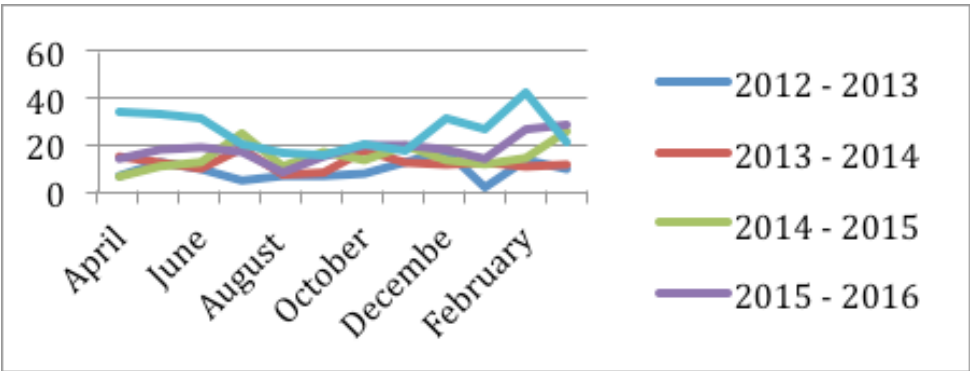 60
40
20
0
April
June
August
October
Decembe
February
2012 - 2013
2013 - 2014
2014 - 2015
2015 - 2016